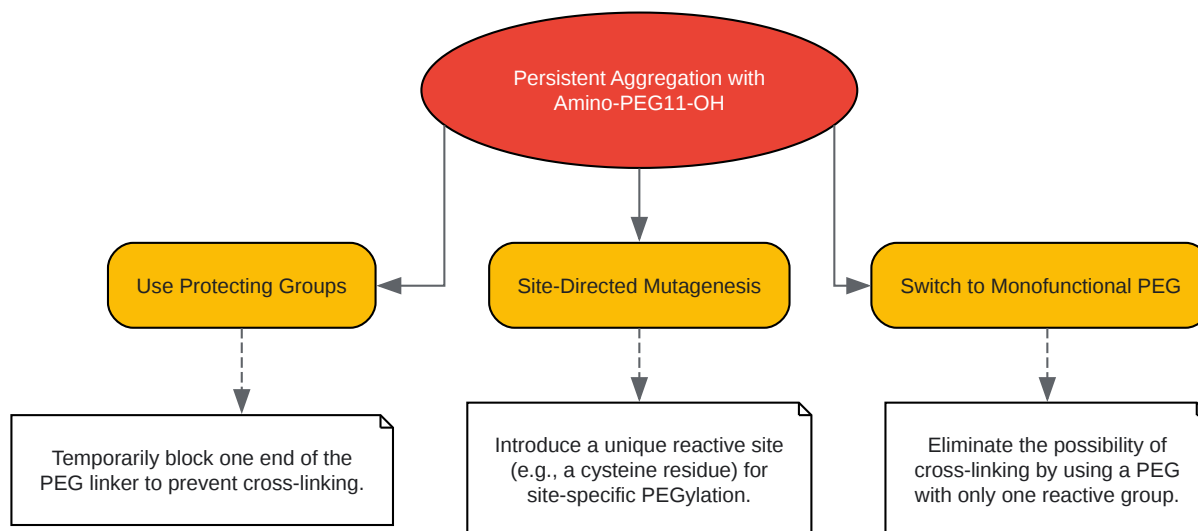 Persistent Aggregation with
Amino-PEG11-OH
Use Protecting Groups
Site-Directed Mutagenesis
Switch to Monofunctional PEG
Temporarily block one end of the
PEG linker to prevent cross-linking.
Introduce a unique reactive site
(e.g., a cysteine residue) for
site-specific PEGylation.
Eliminate the possibility of
cross-linking by using a PEG
with only one reactive group.